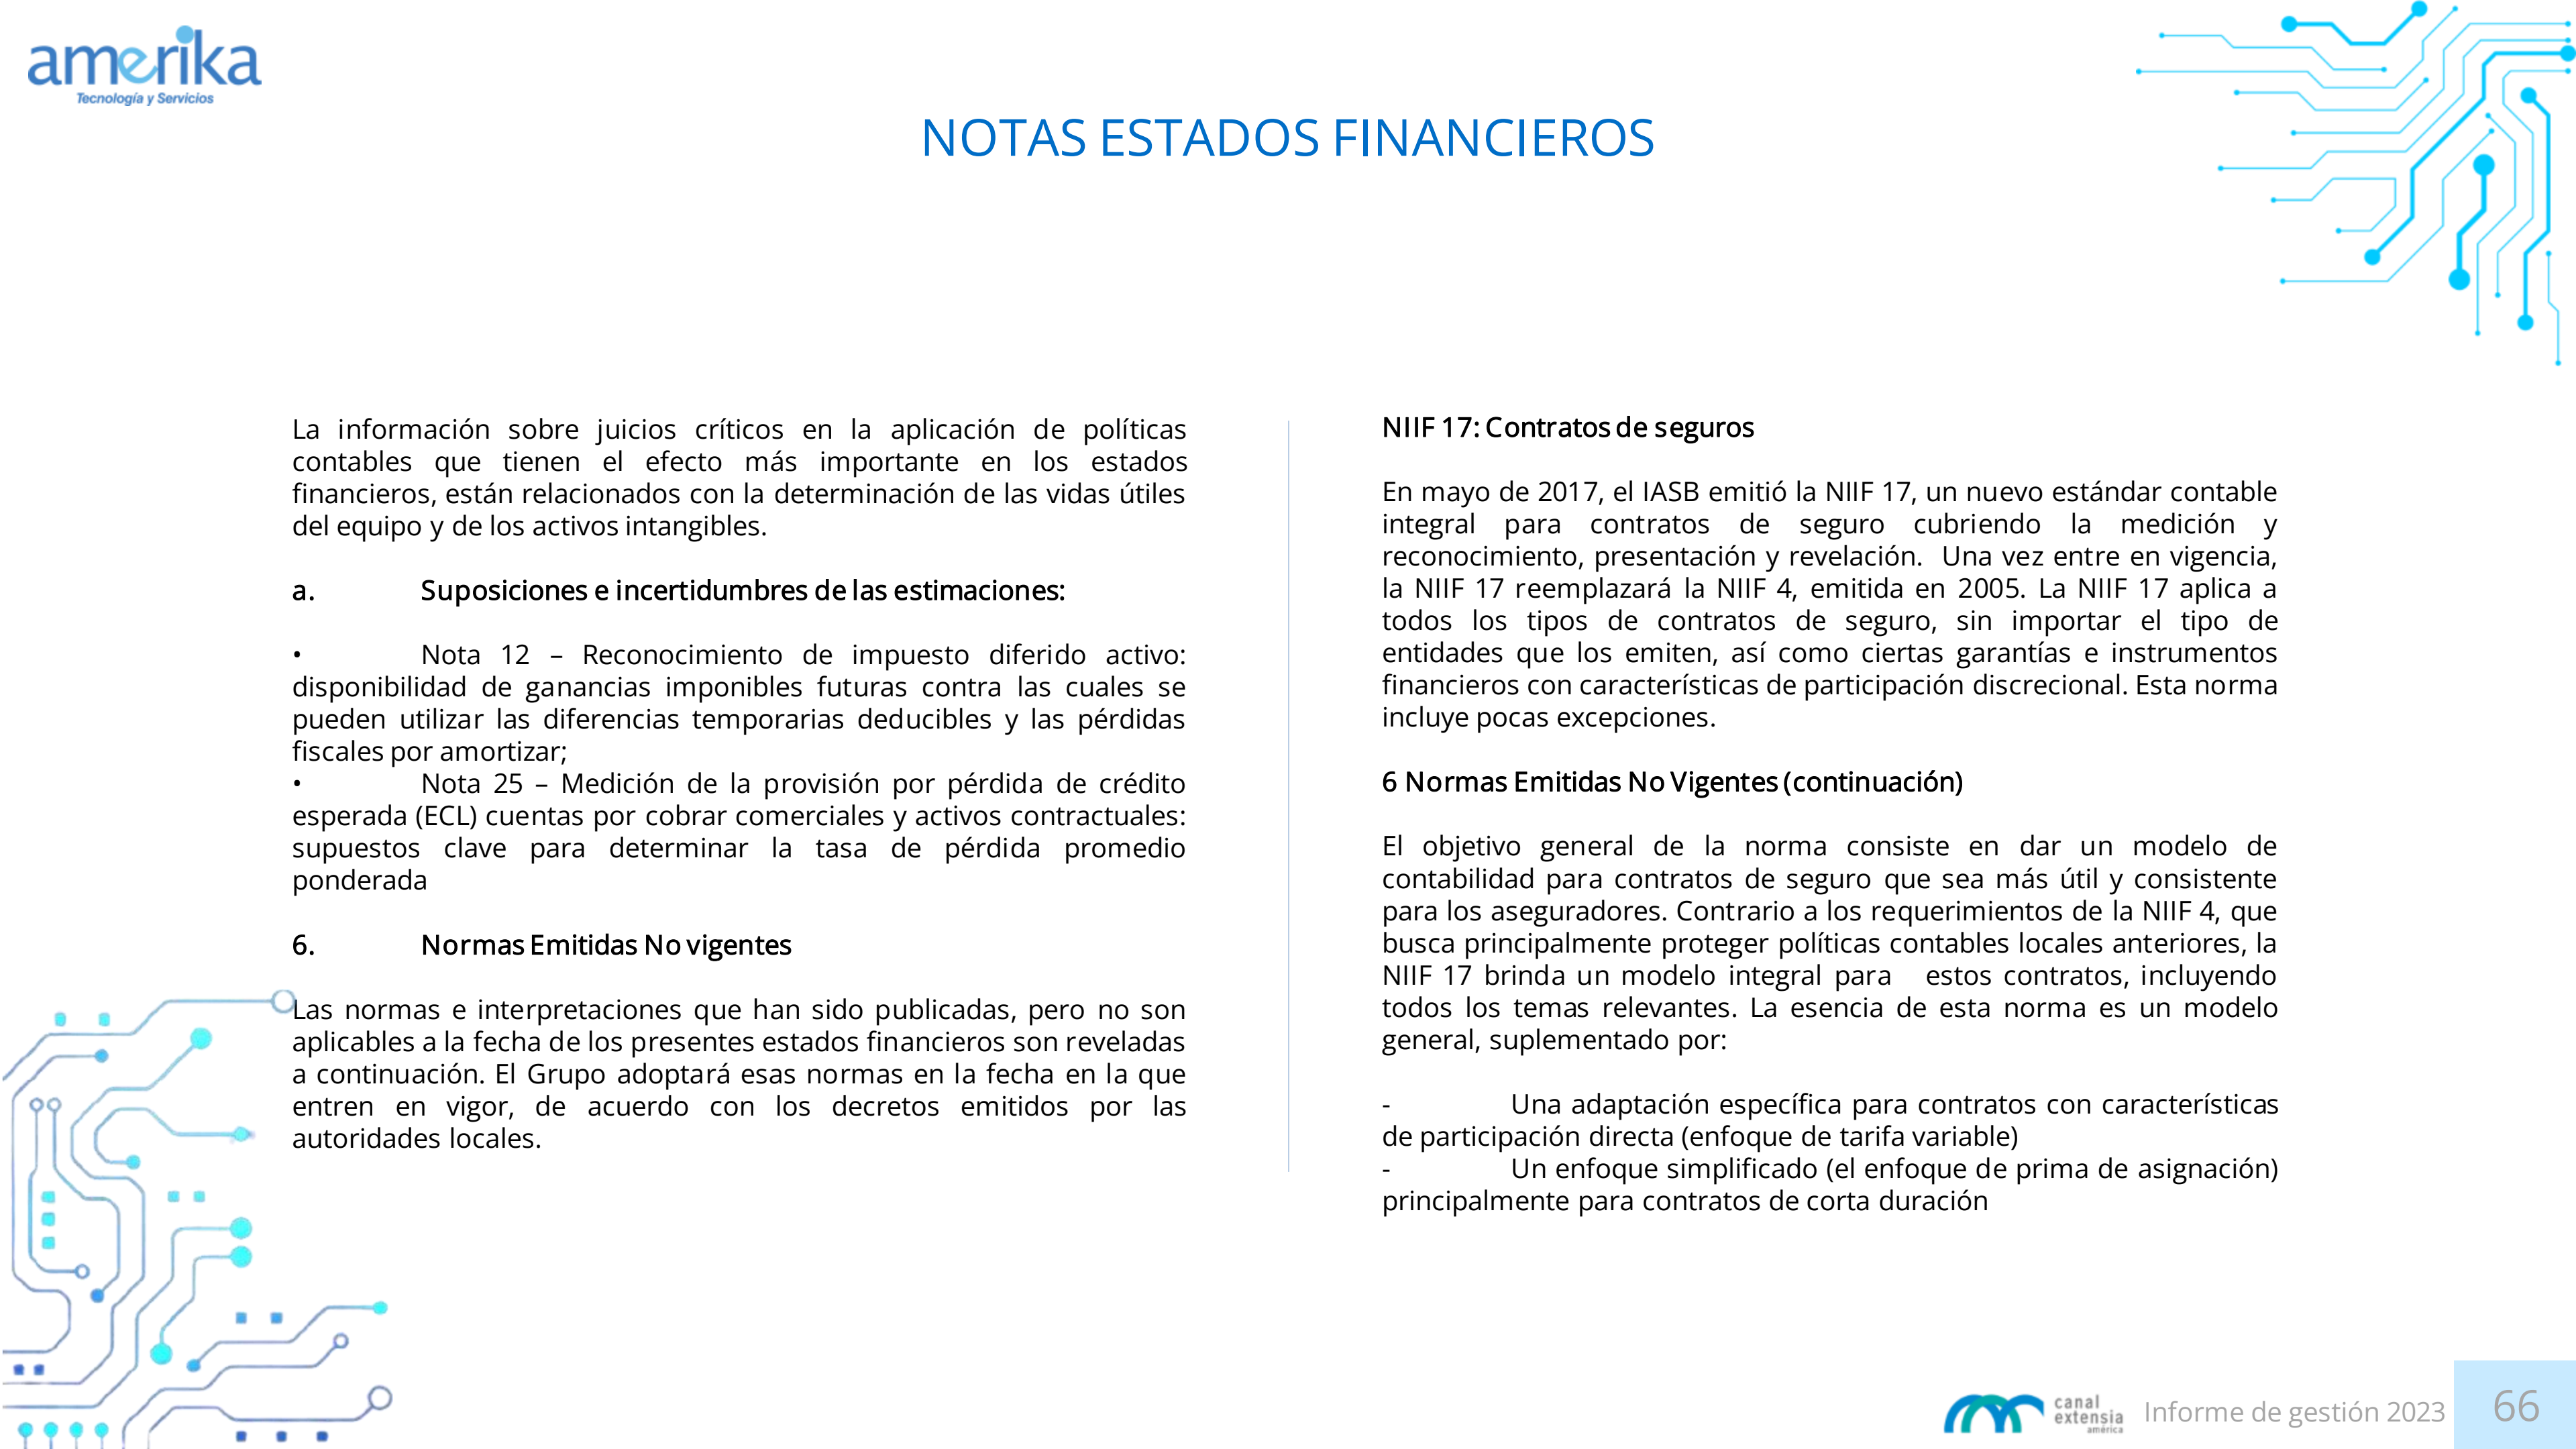 amerika
Tecnología y Servicios
NOTAS ESTADOS FINANCIEROS
La información sobre juicios críticos en la aplicación de políticas
contables que tienen el efecto más importante en los estados
financieros, están relacionados con la determinación de las vidas útiles
del equipo y de los activos intangibles.
a. Suposiciones e incertidumbres de las estimaciones:
• Nota 12 – Reconocimiento de impuesto diferido activo:
disponibilidad de ganancias imponibles futuras contra las cuales se
pueden utilizar las diferencias temporarias deducibles y las pérdidas
fiscales por amortizar;
• Nota 25 – Medición de la provisión por pérdida de crédito
esperada (ECL) cuentas por cobrar comerciales y activos contractuales:
supuestos clave para determinar la tasa de pérdida promedio
ponderada
6. Normas Emitidas No vigentes
Las normas e interpretaciones que han sido publicadas, pero no son
aplicables a la fecha de los presentes estados financieros son reveladas
a continuación. El Grupo adoptará esas normas en la fecha en la que
entren en vigor, de acuerdo con los decretos emitidos por las
autoridades locales.
NIIF 17: Contratos de seguros
En mayo de 2017, el IASB emitió la NIIF 17, un nuevo estándar contable
integral para contratos de seguro cubriendo la medición y
reconocimiento, presentación y revelación. Una vez entre en vigencia,
la NIIF 17 reemplazará la NIIF 4, emitida en 2005. La NIIF 17 aplica a
todos los tipos de contratos de seguro, sin importar el tipo de
entidades que los emiten, así como ciertas garantías e instrumentos
financieros con características de participación discrecional. Esta norma
incluye pocas excepciones.
6 Normas Emitidas No Vigentes (continuación)
El objetivo general de la norma consiste en dar un modelo de
contabilidad para contratos de seguro que sea más útil y consistente
para los aseguradores. Contrario a los requerimientos de la NIIF 4, que
busca principalmente proteger políticas contables locales anteriores, la
NIIF 17 brinda un modelo integral para estos contratos, incluyendo
todos los temas relevantes. La esencia de esta norma es un modelo
general, suplementado por:
- Una adaptación específica para contratos con características
de participación directa (enfoque de tarifa variable)
- Un enfoque simplificado (el enfoque de prima de asignación)
principalmente para contratos de corta duración
canal
extensia
américa
Informe de gestión 2023
66